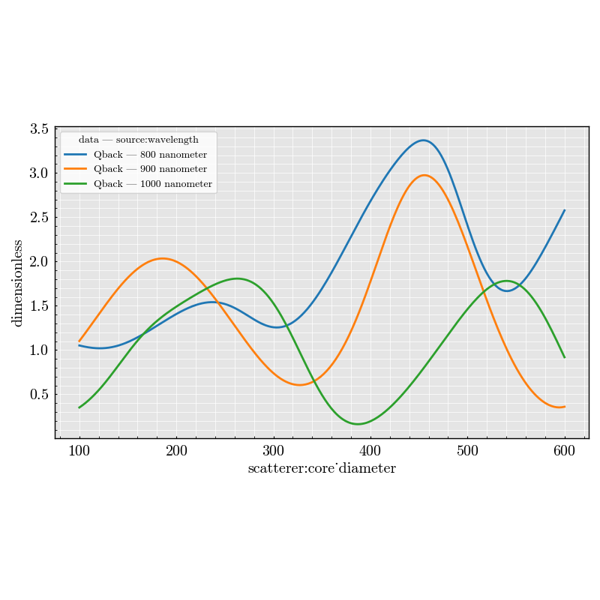 data — source:wavelength
Qback — 800 nanometer
Qback — 900 nanometer
Qback — 1000 nanometer
3.5
3.0
2.5
2.0
1.5
1.0
0.5
dimensionless
100 200 300 400 500 600
scatterer:core˙diameter